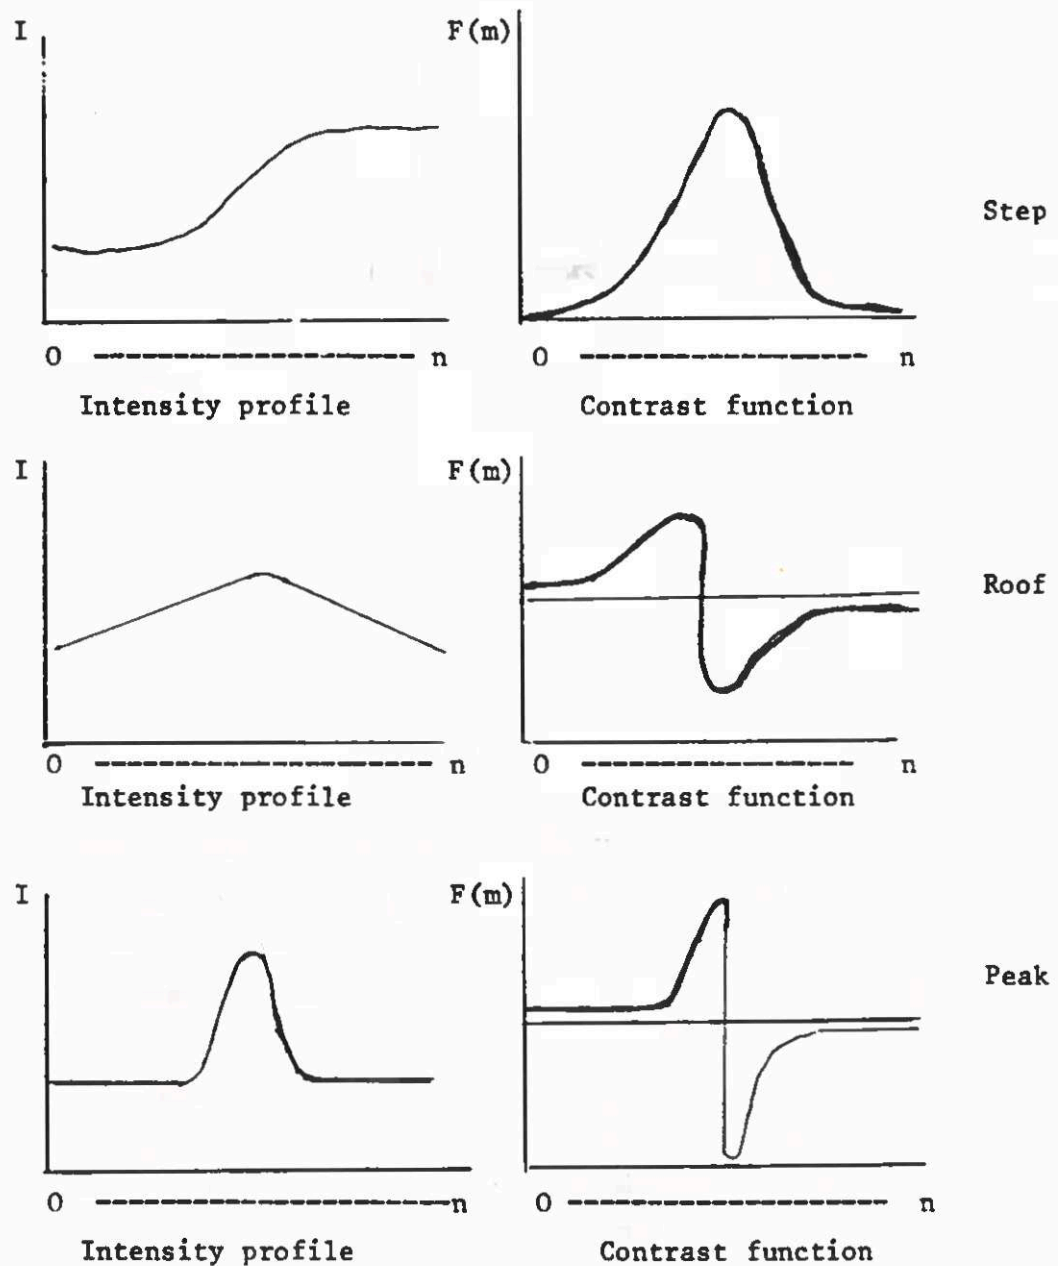 I F(m)
Step
0 n 0 n
Intensity profile Contrast function
I F(m)
Roof
0 n 0 n
Intensity profile Contrast function
I F(m)
Peak
0 n 0 n
Intensity profile Contrast function